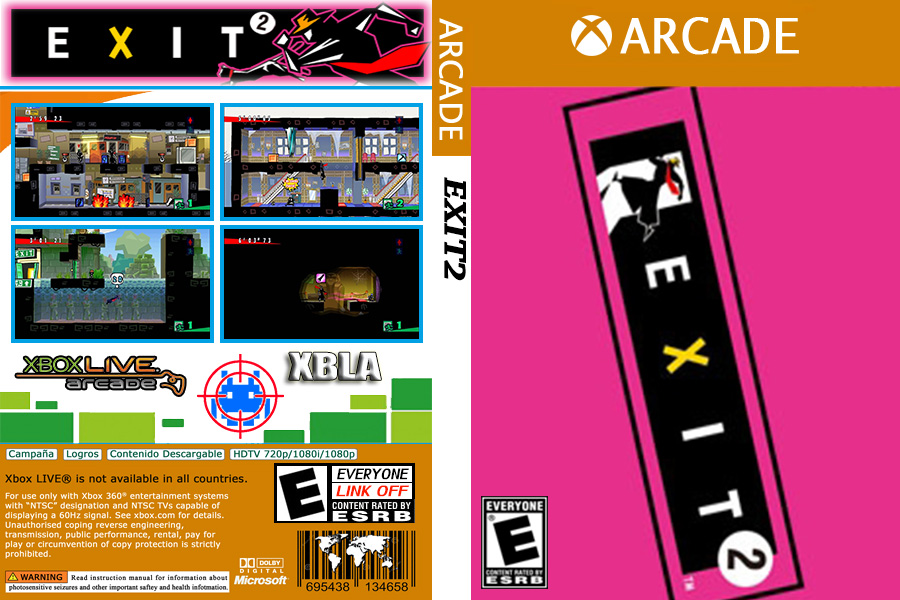 EXIT2
XBOX LIVE
arcade
XBLA
Campaña Logros Contenido Descargable HDTV 720p/1080i/1080p
Xbox LIVE® is not available in all countries.
For use only with Xbox 360® entertainment systems
with “NTSC” designation and NTSC TVs capable of
displaying a 60Hz signal. See xbox.com for details.
Unauthorised coping reverse engineering,
transmission, public performance, rental, pay for
play or circumvention of copy protection is strictly
prohibited.
WARNING Read instruction manual for information about
photosensitive seizures and other important saftey and health infotmation.
E
EVERYONE
LINK OFF
CONTENT RATED BY
ESRB
DOLBY
DIGITAL
Microsoft®
695438 134658
ARCADE
EXIT2
ARCADE
EXIT2
TM
EVERYONE
E
CONTENT RATED BY
ESRB